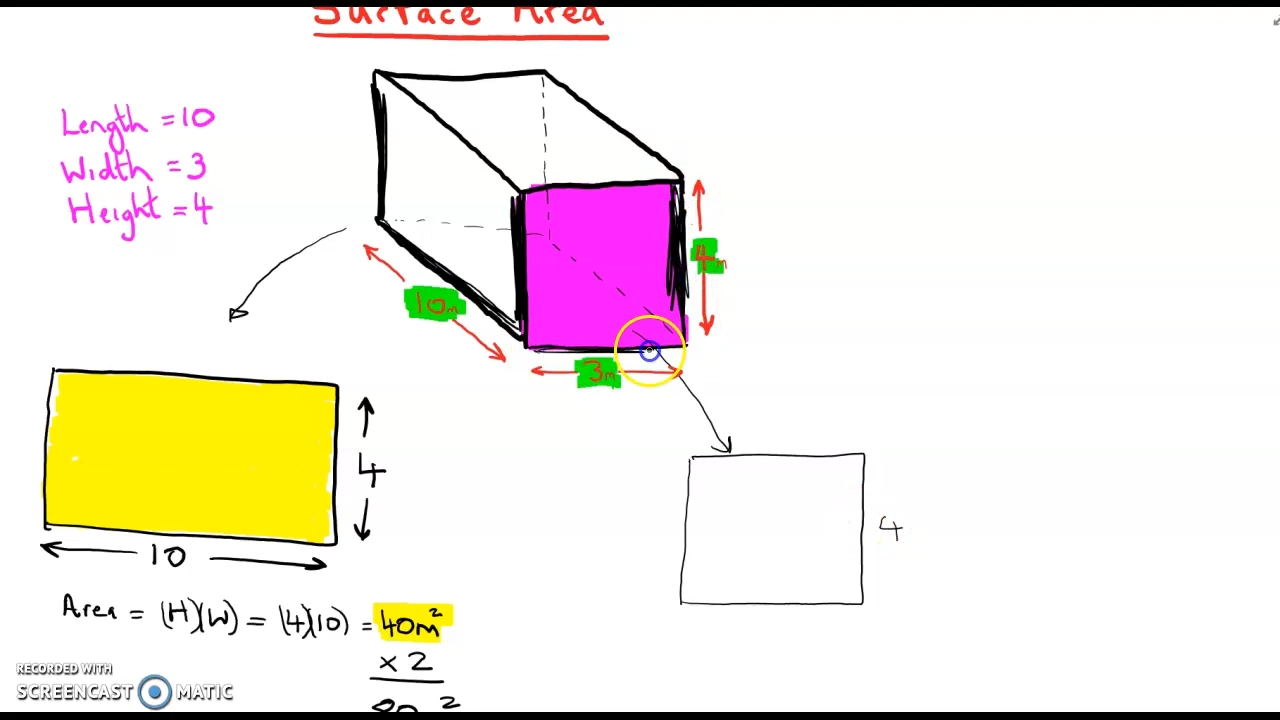 Surface Area
Length = 10
Width = 3
Height = 4
4m
10m
3m
4
10
4
Area = (H)(W) = (4)(10) = 40m²
x 2
RECORDED WITH
SCREENCAST MATIC